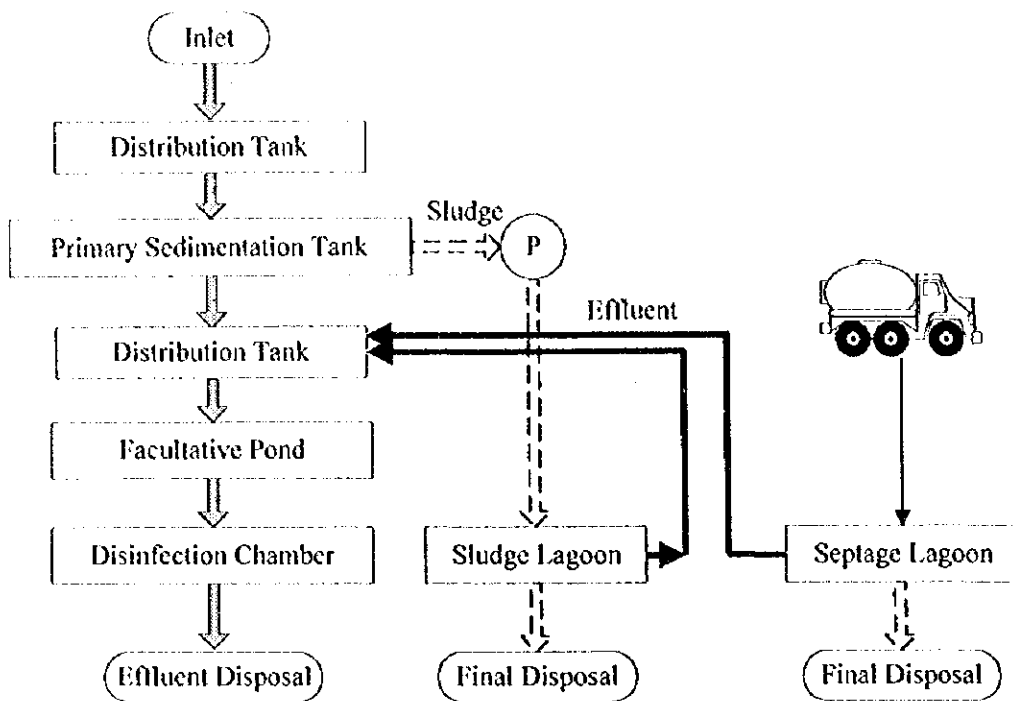 Inlet
Distribution Tank
Sludge
Primary Sedimentation Tank
P
Effluent
Distribution Tank
Facultative Pond
Disinfection Chamber
Sludge Lagoon
Septage Lagoon
Effluent Disposal
Final Disposal
Final Disposal